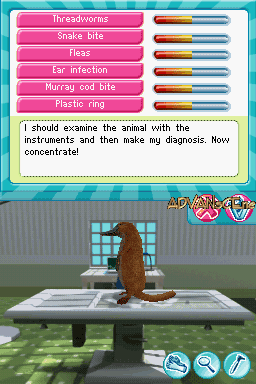 Threadworms
Snake bite
Fleas
Ear infection
Murray cod bite
Plastic ring
I should examine the animal with the
instruments and then make my diagnosis. Now
concentrate!